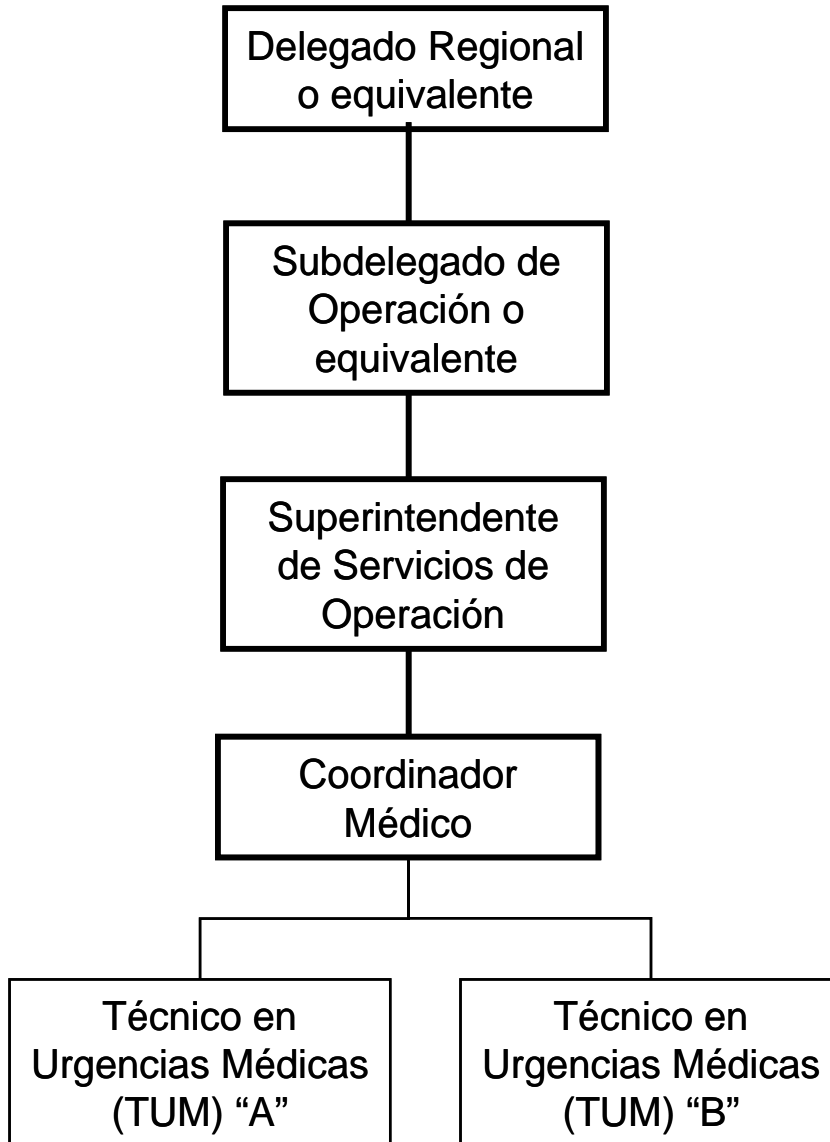 Delegado Regional
o equivalente
Subdelegado de
Operación o
equivalente
Superintendente
de Servicios de
Operación
Coordinador
Médico
Técnico en
Urgencias Médicas
(TUM) “A”
Técnico en
Urgencias Médicas
(TUM) “B”